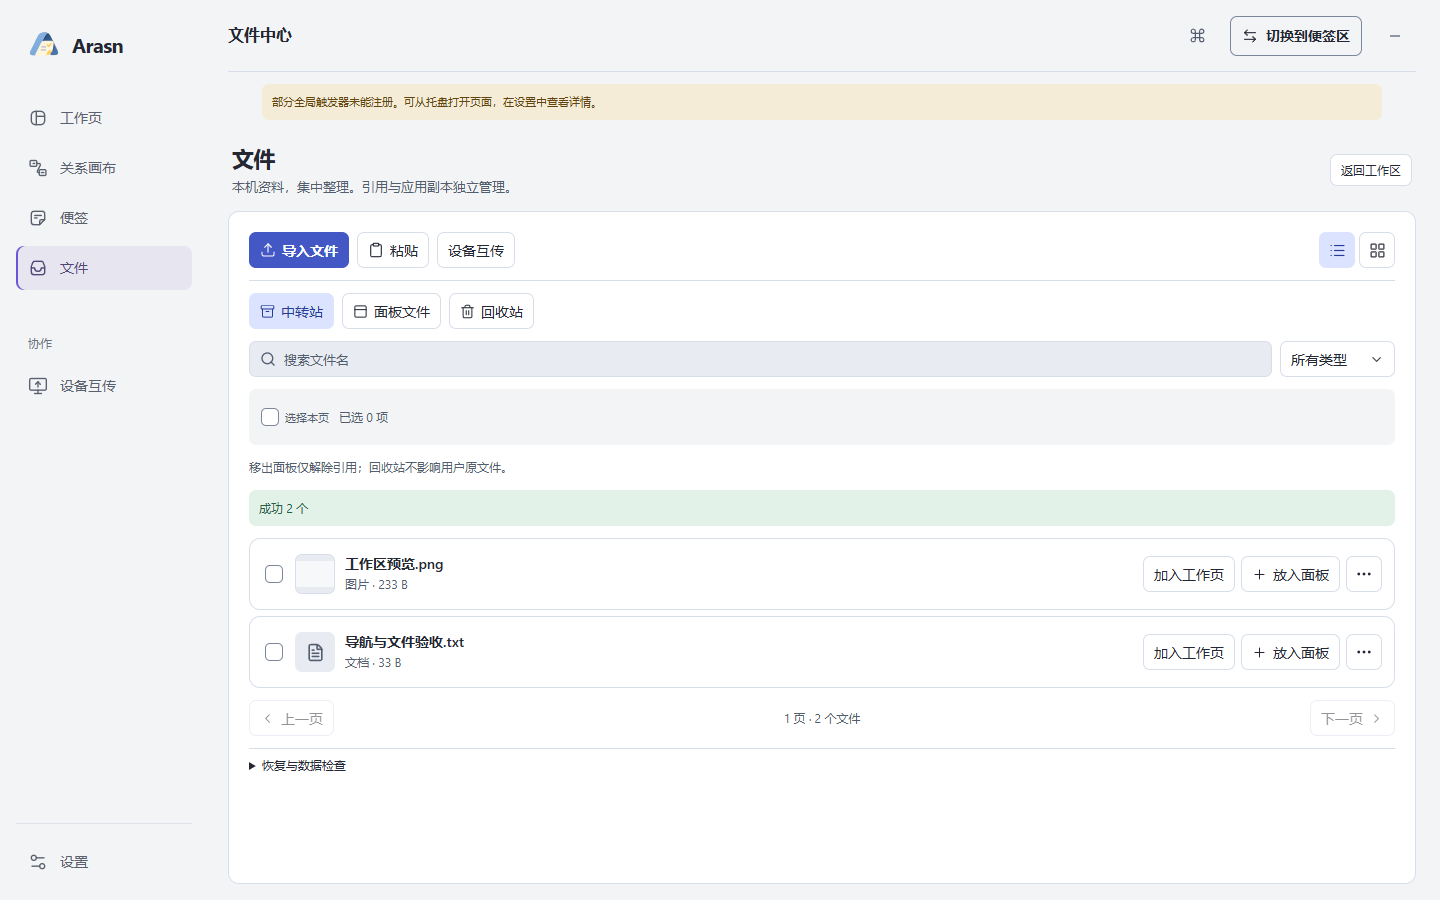 Arasn
工作页
关系画布
便签
文件
协作
设备互传
设置
文件中心
切换到便签区
部分全局触发器未能注册。可从托盘打开页面，在设置中查看详情。
文件
本机资料，集中整理。引用与应用副本独立管理。
返回工作区
导入文件 粘贴 设备互传
中转站 面板文件 回收站
搜索文件名 所有类型
选择本页 已选 0 项
移出面板仅解除引用；回收站不影响用户原文件。
成功 2 个
工作区预览.png
图片 · 233 B
加入工作页 放入面板
导航与文件验收.txt
文档 · 33 B
加入工作页 放入面板
上一页 1 页 · 2 个文件 下一页
恢复与数据检查